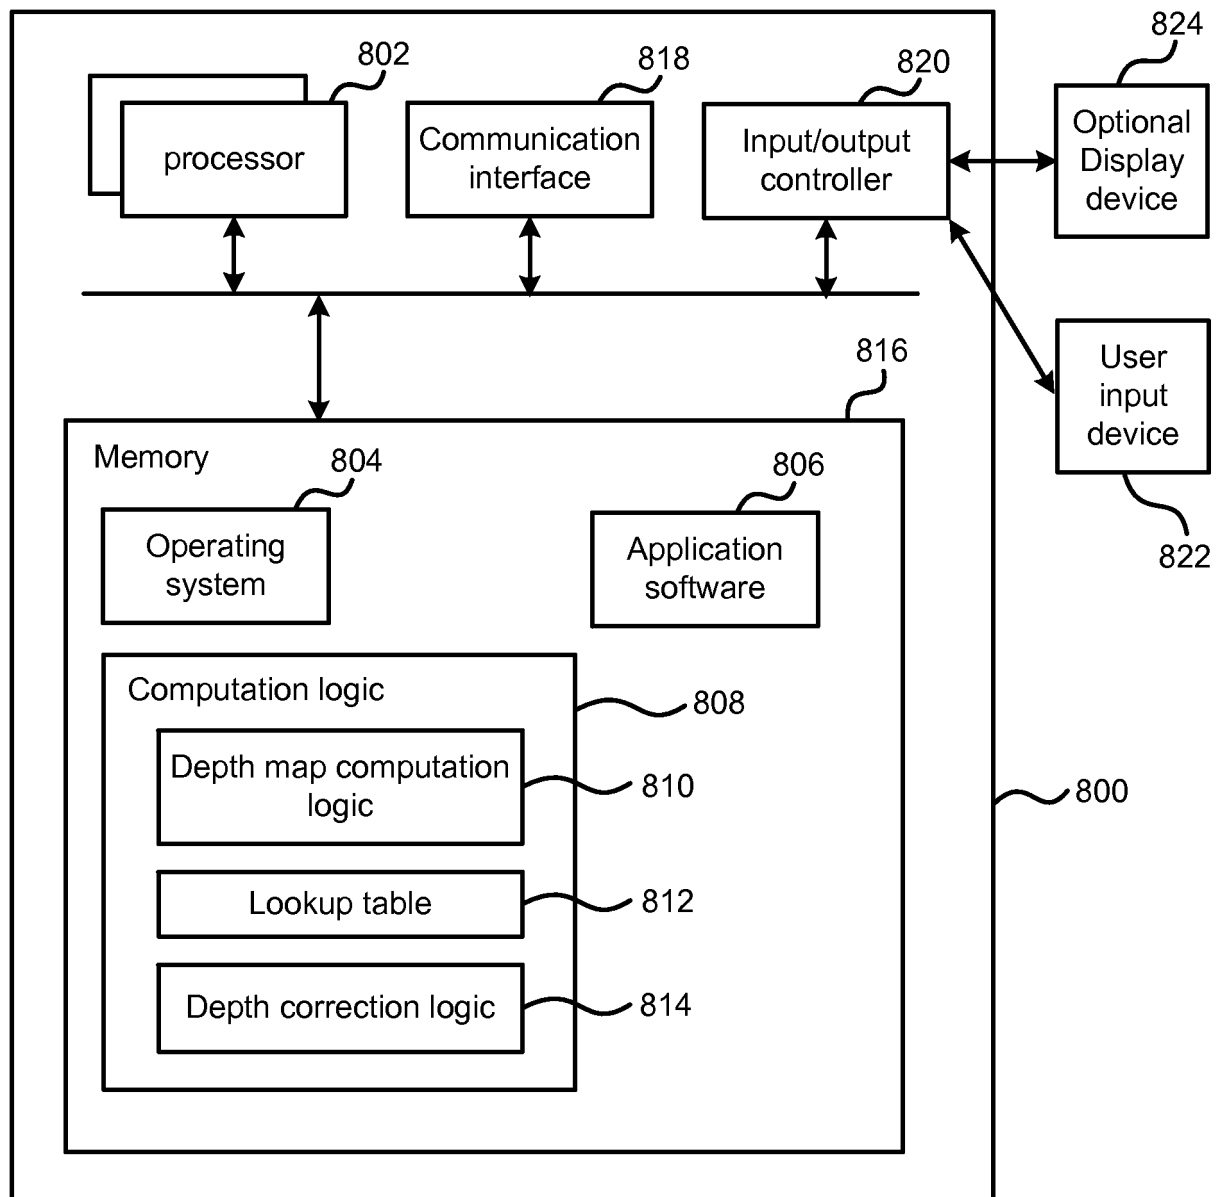 802
818
820
824
processor
Communication
interface
Input/output
controller
Optional
Display
device
816
User
input
device
822
Memory
804
806
Operating
system
Application
software
Computation logic
808
Depth map computation
logic
810
800
Lookup table
812
Depth correction logic
814